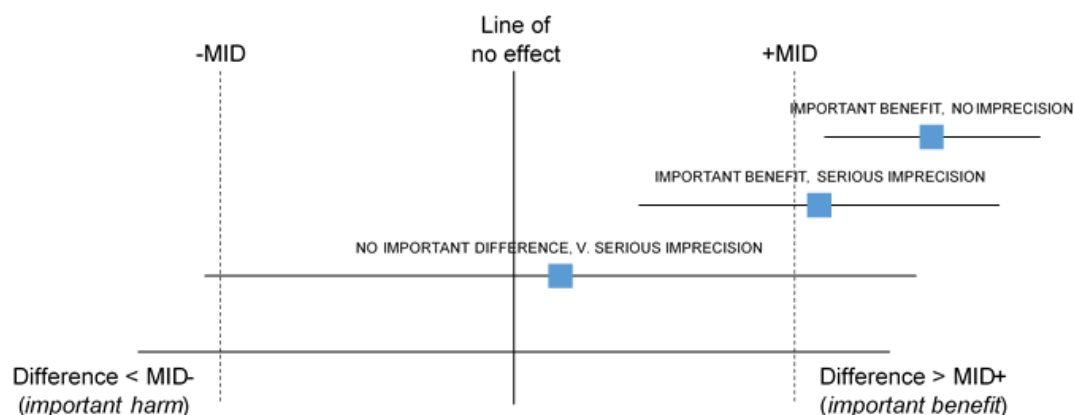 Line of
no effect
-MID
+MID
IMPORTANT BENEFIT, NO IMPRECISION
IMPORTANT BENEFIT, SERIOUS IMPRECISION
NO IMPORTANT DIFFERENCE, V. SERIOUS IMPRECISION
Difference < MID-
(important harm)
Difference > MID+
(important benefit)